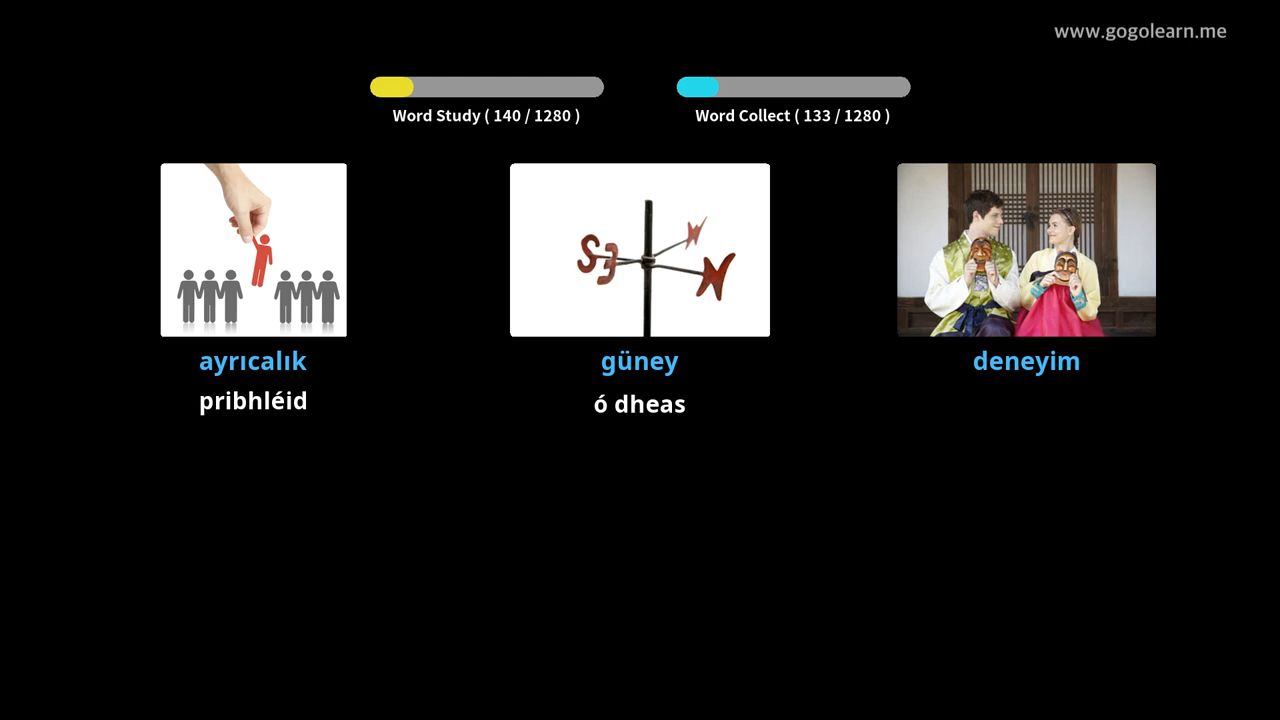 www.gogolearn.me
Word Study ( 140 / 1280 )
Word Collect ( 133 / 1280 )
S
E
W
N
ayrıcalık
güney
deneyim
pribhléid
ó dheas